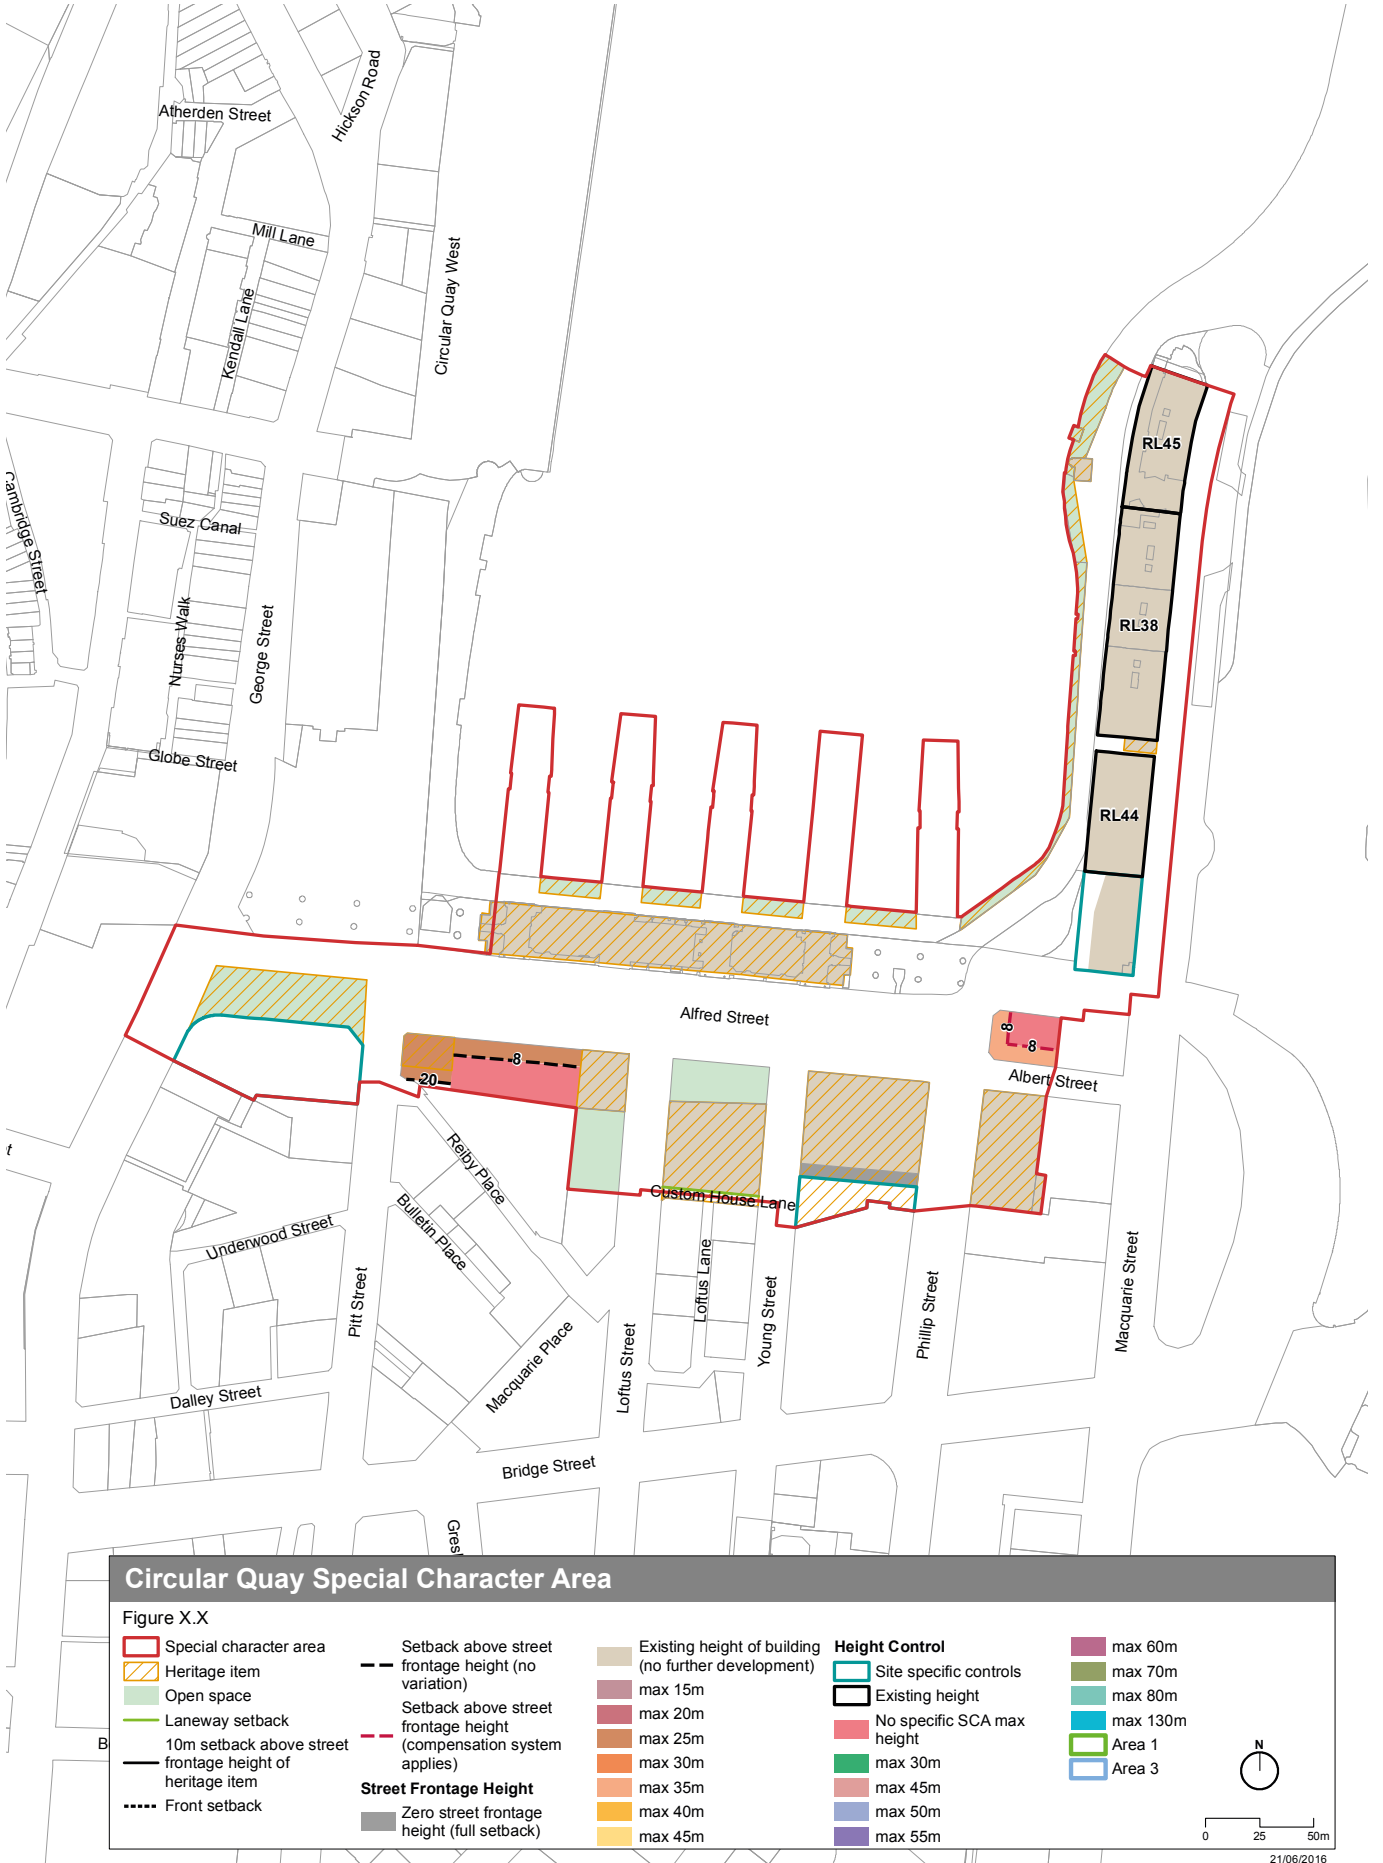 Atherden Street
Hickson Road
Mill Lane
Kendall Lane
Circular Quay West
RL45
Cambridge Street
Suez Canal
Nurses Walk
George Street
RL38
Globe Street
RL44
Alfred Street
8
8
8
20
Albert Street
Reiby Place
Bulletin Place
Custom House Lane
Underwood Street
Pitt Street
Loftus Lane
Young Street
Phillip Street
Macquarie Street
Macquarie Place
Loftus Street
Dalley Street
Bridge Street
Circular Quay Special Character Area
Figure X.X
Special character area
Heritage item
Open space
Laneway setback
10m setback above street
frontage height of
heritage item
Front setback
Setback above street
frontage height (no
variation)
Setback above street
frontage height
(compensation system
applies)
Street Frontage Height
Zero street frontage
height (full setback)
Existing height of building
(no further development)
max 15m
max 20m
max 25m
max 30m
max 35m
max 40m
max 45m
Height Control
Site specific controls
Existing height
No specific SCA max
height
max 30m
max 45m
max 50m
max 55m
max 60m
max 70m
max 80m
max 130m
Area 1
Area 3
N
0 25 50m
21/06/2016